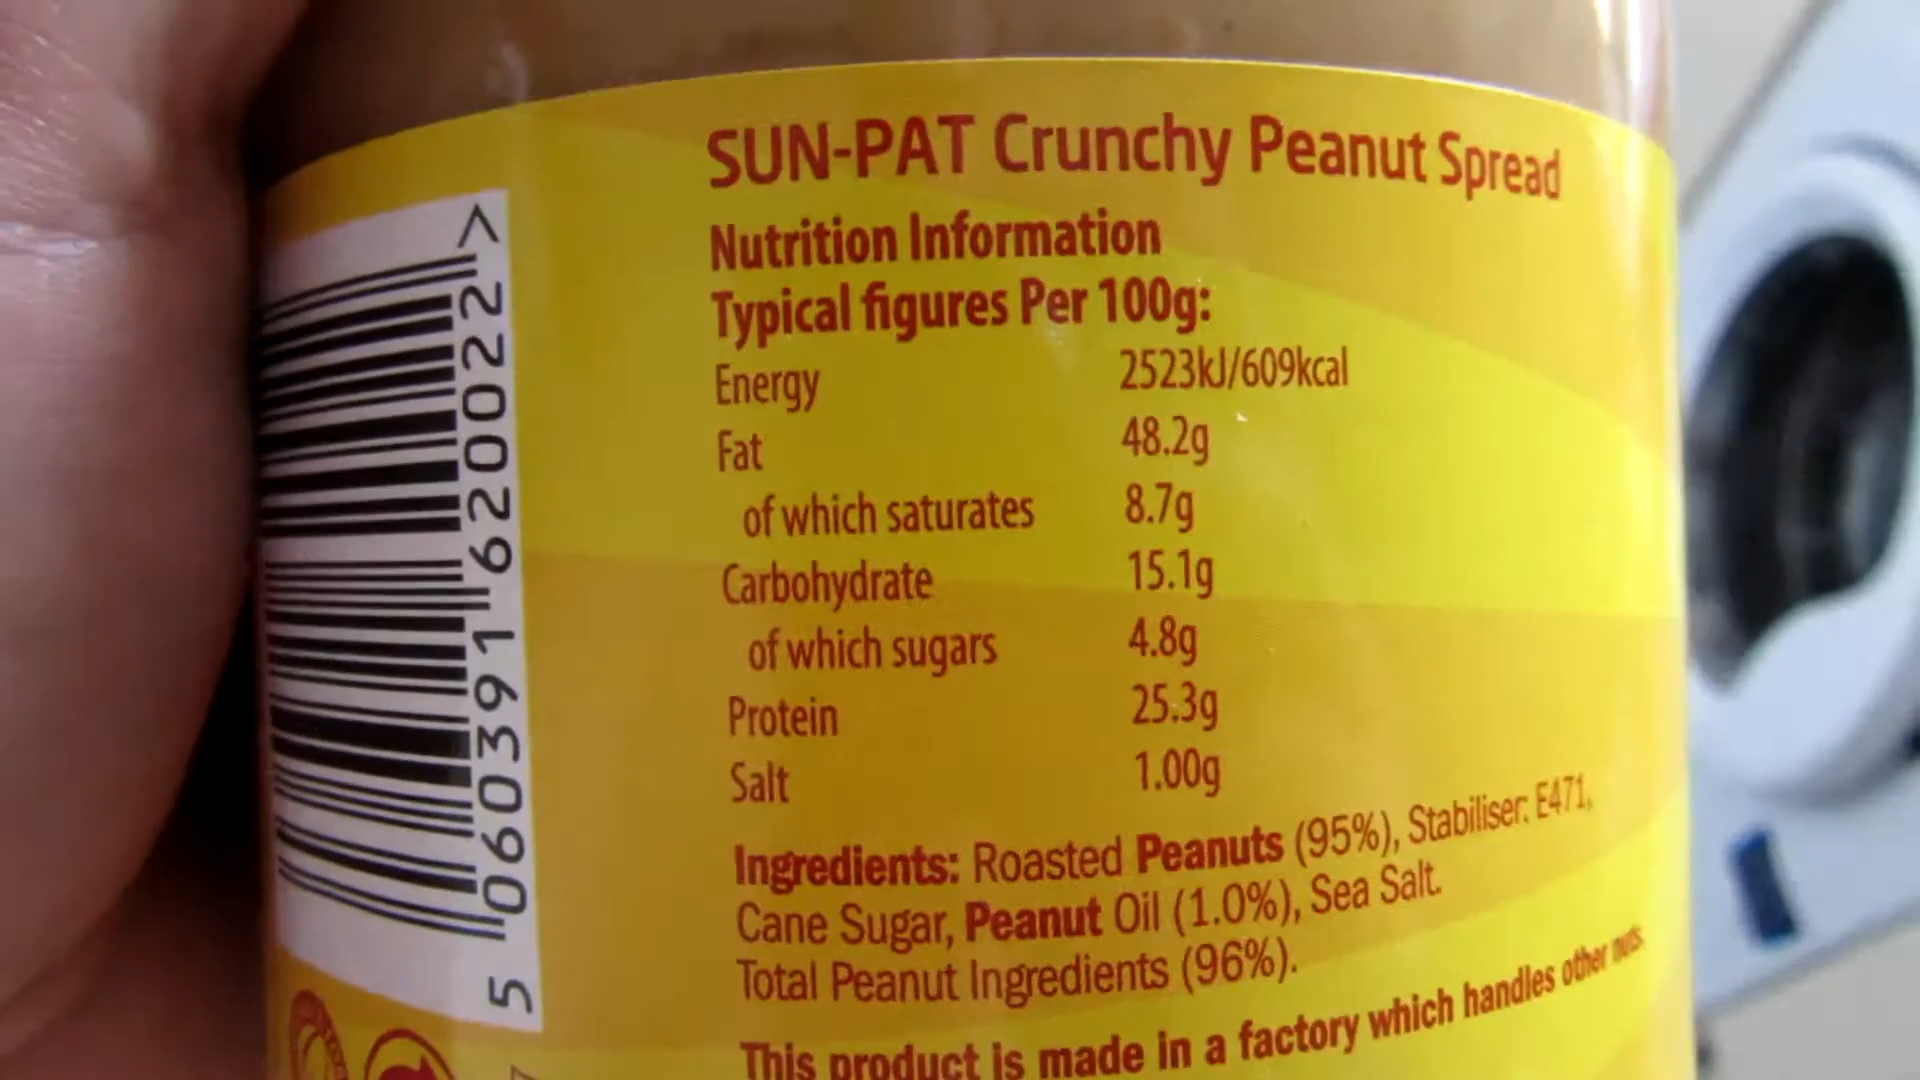 SUN-PAT Crunchy Peanut Spread
Nutrition Information
Typical figures Per 100g:
Energy 2523kJ/609kcal
Fat 48.2g
of which saturates 8.7g
Carbohydrate 15.1g
of which sugars 4.8g
Protein 25.3g
Salt 1.00g
Ingredients: Roasted Peanuts (95%), Stabiliser: E471,
Cane Sugar, Peanut Oil (1.0%), Sea Salt.
Total Peanut Ingredients (96%).
This product is made in a factory which handles other nuts
5 060391 620022 >